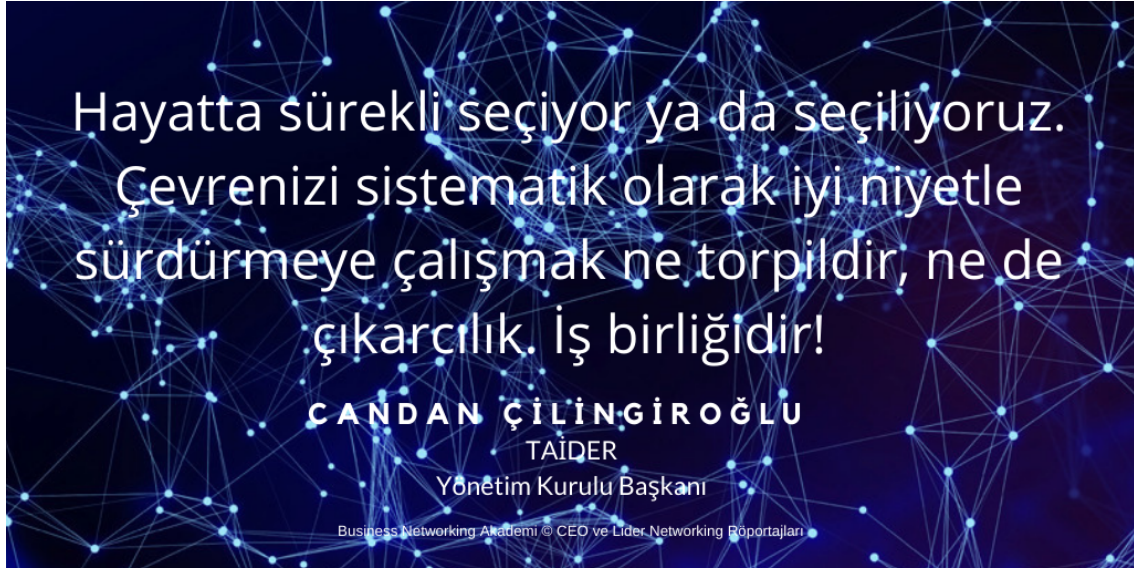 Hayatta sürekli seçiyor ya da seçiliyoruz.
Çevrenizi sistematik olarak iyi niyetle
sürdürmeye çalışmak ne torpildir, ne de
çıkarcılık. İş birliğidir!
CANDAN ÇİLİNGİROĞLU
TAİDER
Yönetim Kurulu Başkanı
Business Networking Akademi © CEO ve Lider Networking Röportajları